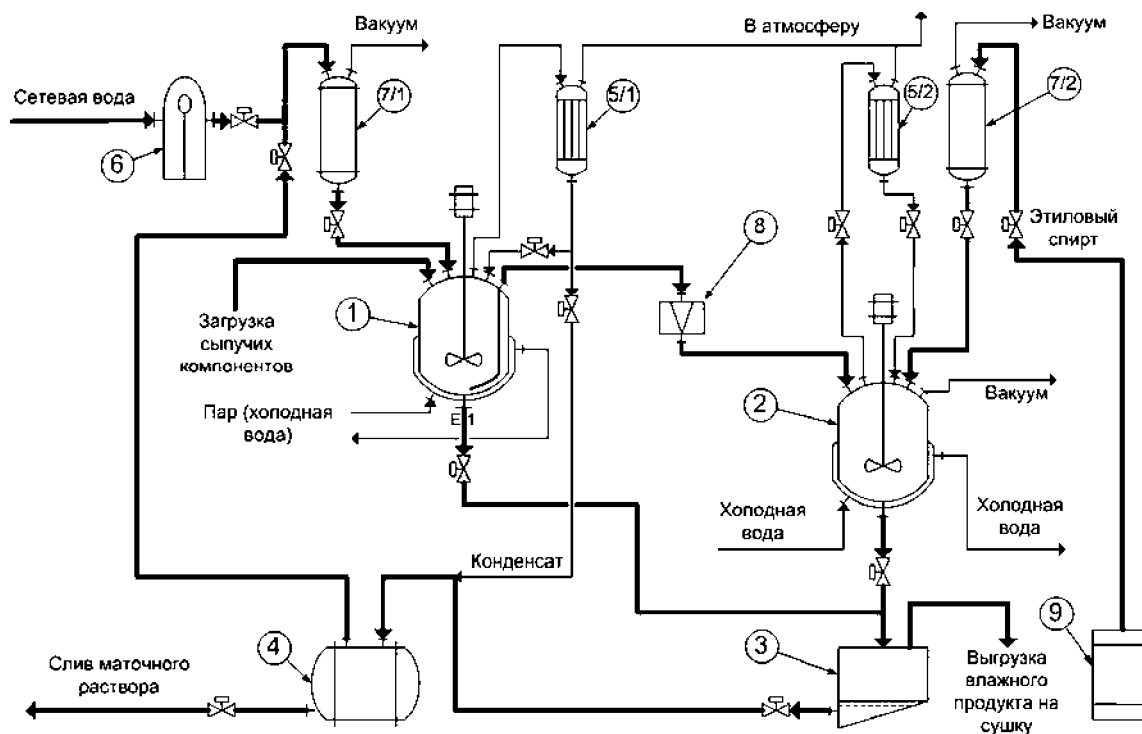 Вакуум
В атмосферу
Вакуум
Сетевая вода
7/1
5/1
5/2
7/2
6
Этиловый
спирт
8
1
Загрузка
сыпучих
компонентов
Пар (холодная
вода)
2
Вакуум
Холодная
вода
Холодная
вода
Конденсат
4
3
9
Слив маточного
раствора
Выгрузка
влажного
продукта на
сушку